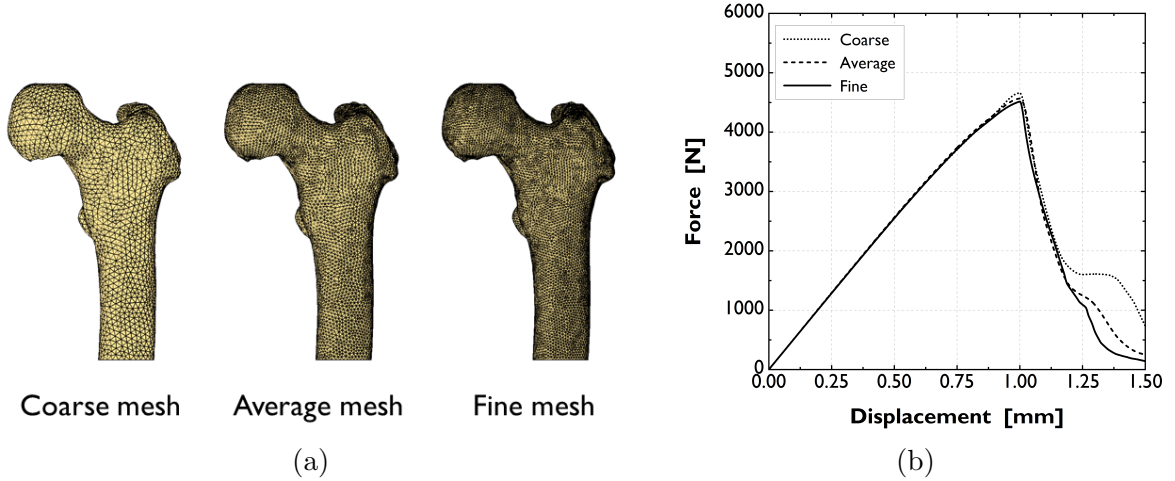 Coarse mesh
Average mesh
Fine mesh
(a)
6000
5000
4000
3000
2000
1000
0
Force [N]
Coarse
Average
Fine
0.00 0.25 0.50 0.75 1.00 1.25 1.50
Displacement [mm]
(b)